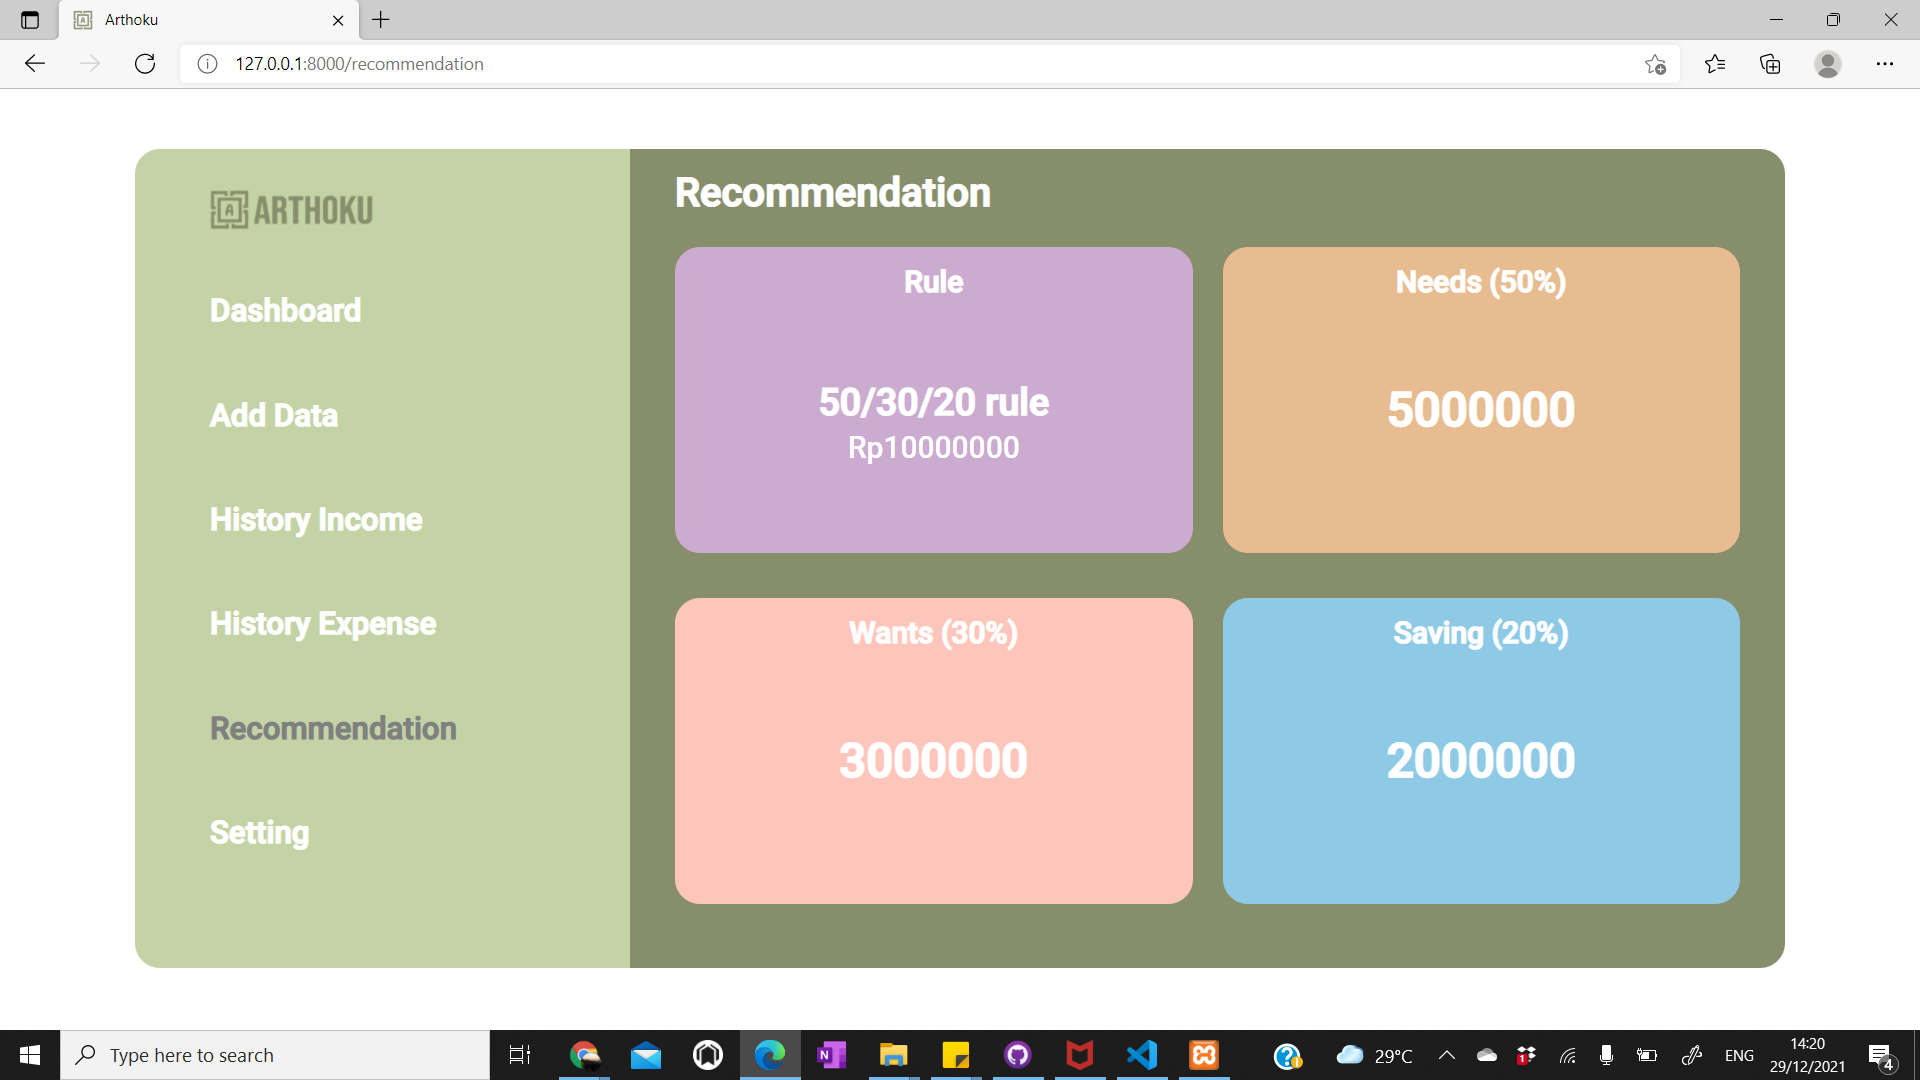 Arthoku
127.0.0.1:8000/recommendation
ARTHOKU
Dashboard
Add Data
History Income
History Expense
Recommendation
Setting
Recommendation
Rule
50/30/20 rule
Rp10000000
Needs (50%)
5000000
Wants (30%)
3000000
Saving (20%)
2000000
Type here to search
29°C
ENG
14:20
29/12/2021
4